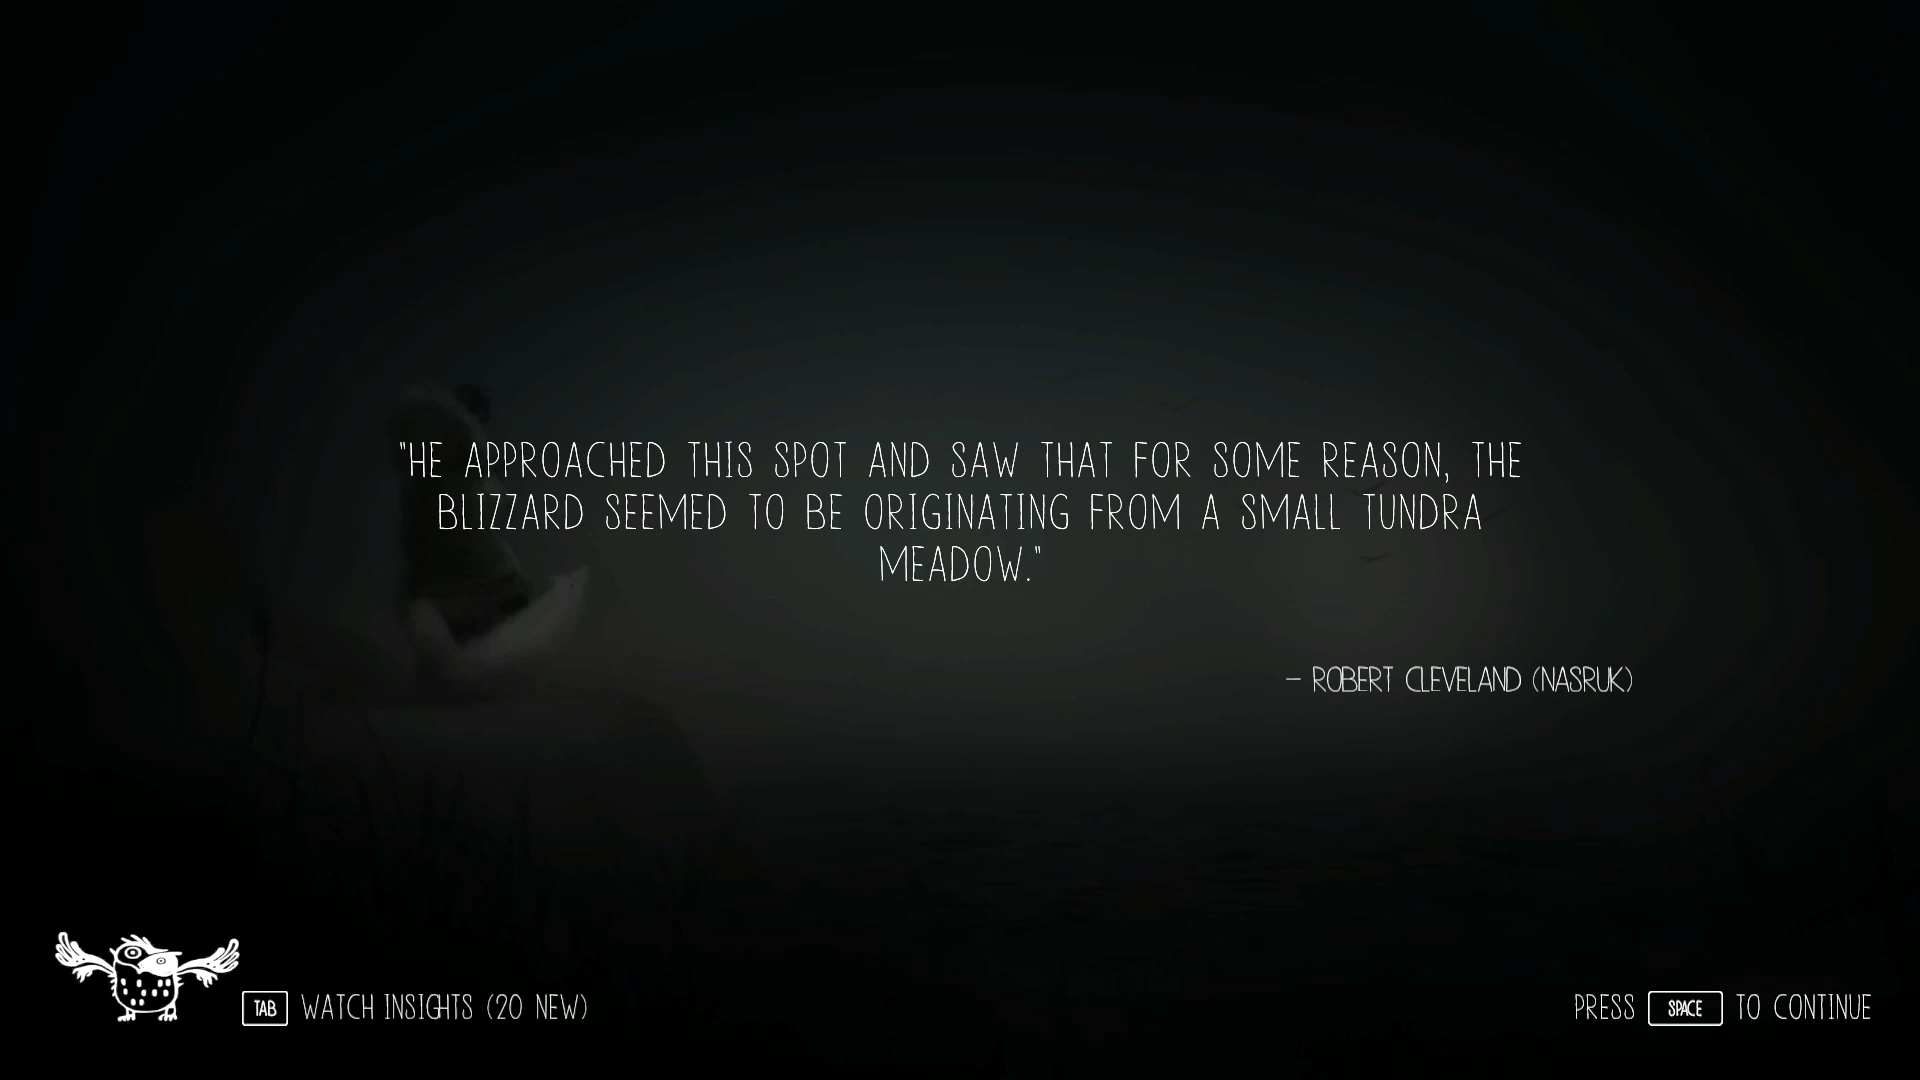 "HE APPROACHED THIS SPOT AND SAW THAT FOR SOME REASON, THE
BLIZZARD SEEMED TO BE ORIGINATING FROM A SMALL TUNDRA
MEADOW."
– ROBERT CLEVELAND (NASRUK)
TAB WATCH INSIGHTS (20 NEW)
PRESS SPACE TO CONTINUE